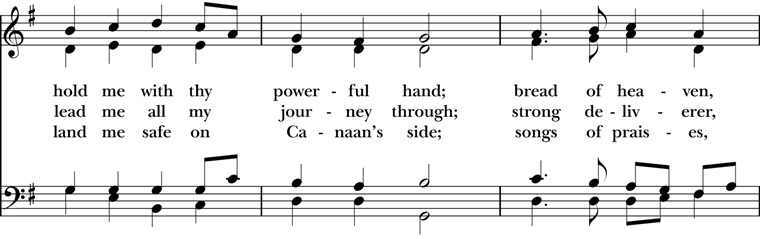 hold me with thy power - ful hand; bread of hea - ven,
lead me all my jour - ney through; strong de - liv - erer,
land me safe on Ca - naan's side; songs of prais - es,